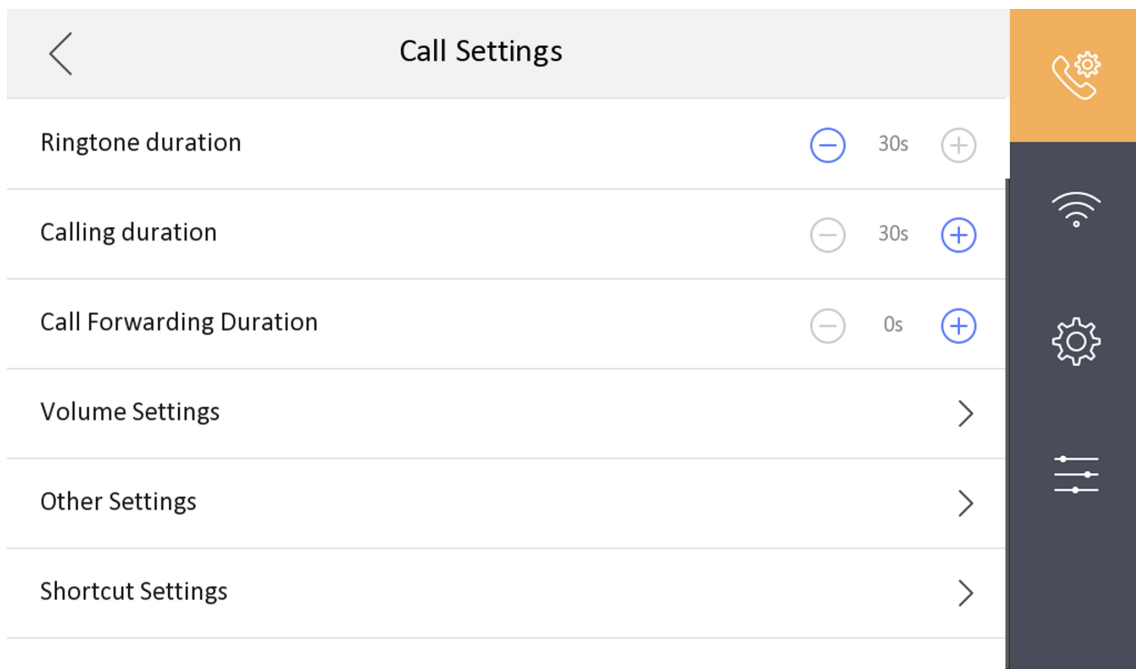 Call Settings
Ringtone duration 30s
Calling duration 30s
Call Forwarding Duration 0s
Volume Settings
Other Settings
Shortcut Settings